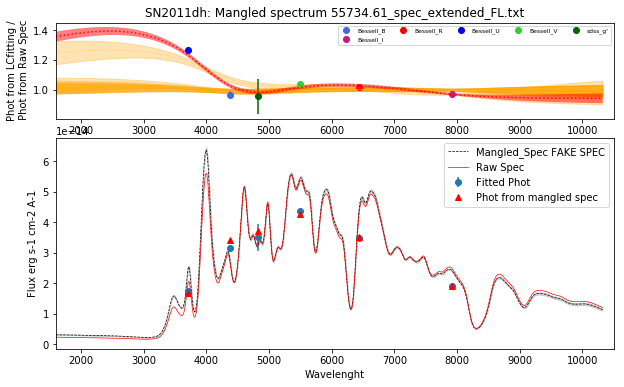 SN2011dh: Mangled spectrum 55734.61_spec_extended_FL.txt
Phot from LCfitting /
Phot from Raw Spec
1.4
1.2
1.0
Bessell_B
Bessell_R
Bessell_U
Bessell_V
sdss_g'
Bessell_I
2000 3000 4000 5000 6000 7000 8000 9000 10000
1e−14
Flux erg s-1 cm-2 A-1
6
5
4
3
2
1
0
Mangled_Spec FAKE SPEC
Raw Spec
Fitted Phot
Phot from mangled spec
2000 3000 4000 5000 6000 7000 8000 9000 10000
Wavelenght